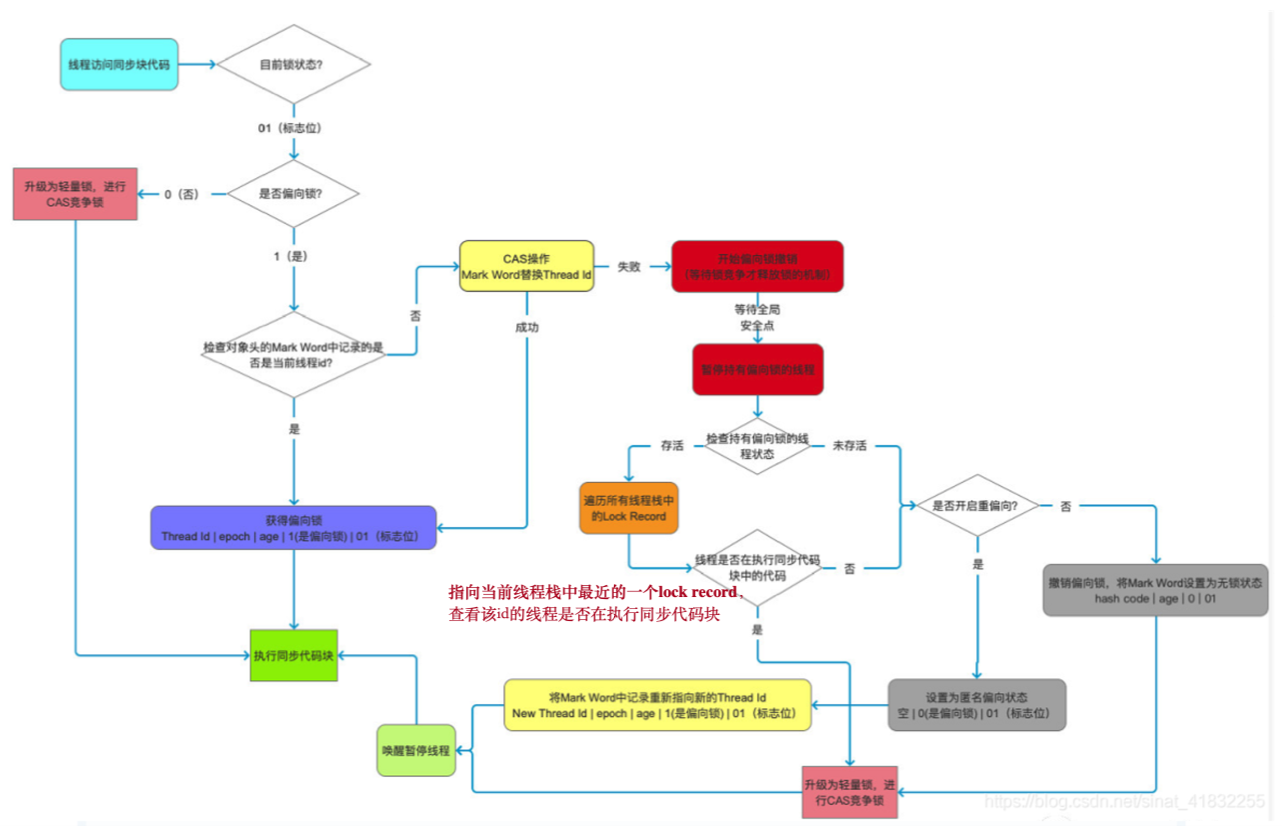 线程访问同步块代码
目前锁状态?
01（标志位）
升级为轻量锁，进行
CAS竞争锁
0（否）
是否偏向锁?
1（是）
CAS操作
Mark Word替换Thread Id
失败
开始偏向锁撤销
（等待锁竞争才释放锁的机制）
否
成功
等待全局
安全点
检查对象头的Mark Word中记录的是
否是当前线程id?
暂停持有偏向锁的线程
是
存活
检查持有偏向锁的线
程状态
未存活
遍历所有线程栈中
的Lock Record
是否开启重偏向?
否
获得偏向锁
Thread Id | epoch | age | 1(是偏向锁) | 01（标志位）
线程是否在执行同步代码
块中的代码
否
是
撤销偏向锁，将Mark Word设置为无锁状态
hash code | age | 0 | 01
指向当前线程栈中最近的一个lock record，
查看该id的线程是否在执行同步代码块
是
执行同步代码块
将Mark Word中记录重新指向新的Thread Id
New Thread Id | epoch | age | 1(是偏向锁) | 01（标志位）
设置为匿名偏向状态
空 | 0(是偏向锁) | 01（标志位）
唤醒暂停线程
升级为轻量锁，进
行CAS竞争锁
https://blog.csdn.net/sinat_41832255